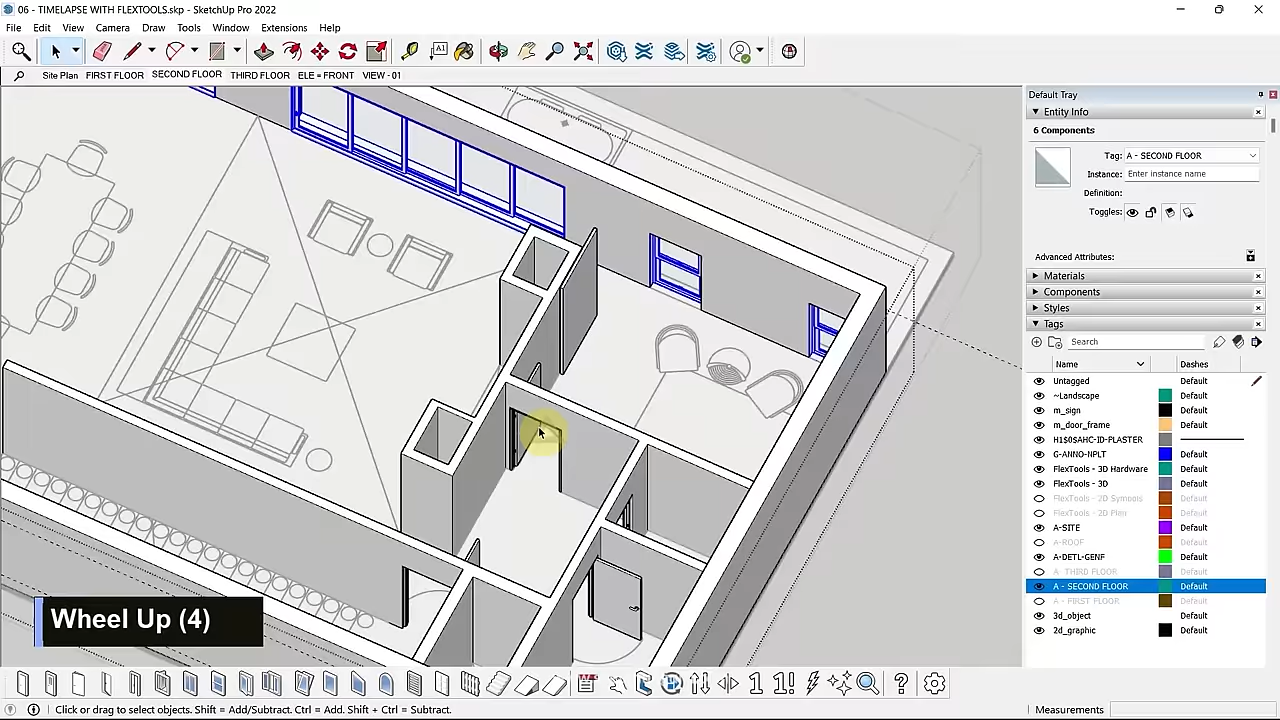 06 - TIMELAPSE WITH FLEXTOOLS.skp - SketchUp Pro 2022
File Edit View Camera Draw Tools Window Extensions Help
Site Plan FIRST FLOOR SECOND FLOOR THIRD FLOOR ELE = FRONT VIEW - 01
Default Tray
Entity Info
6 Components
Tag: A - SECOND FLOOR
Instance: Enter instance name
Definition:
Toggles:
Advanced Attributes:
Materials
Components
Styles
Tags
Search
Name Dashes
Untagged Default
~Landscape Default
m_sign Default
m_door_frame Default
H1$0$AHC-ID-PLASTER
G-ANNO-NPLT Default
FlexTools - 3D Hardware Default
FlexTools - 3D Default
FlexTools - 2D Symbols Default
FlexTools - 2D Plan Default
A-SITE Default
A-ROOF Default
A-DETL-GENF Default
A- THIRD FLOOR Default
A - SECOND FLOOR Default
A - FIRST FLOOR Default
3d_object Default
2d_graphic Default
Wheel Up (4)
Click or drag to select objects. Shift = Add/Subtract. Ctrl = Add. Shift + Ctrl = Subtract.
Measurements